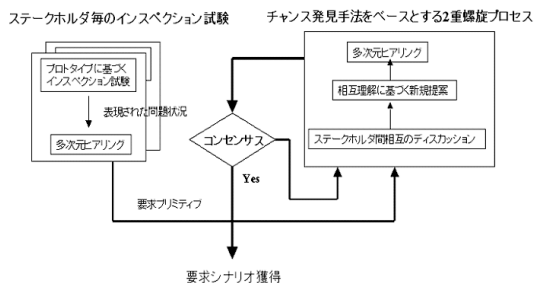 ステークホルダ毎のインスペクション試験
チャンス発見手法をベースとする2重螺旋プロセス
プロトタイプに基づく
インスペクション試験
表現された問題状況
多次元ヒアリング
多次元ヒアリング
相互理解に基づく新規提案
ステークホルダ間相互のディスカッション
コンセンサス
Yes
要求プリミティブ
要求シナリオ獲得